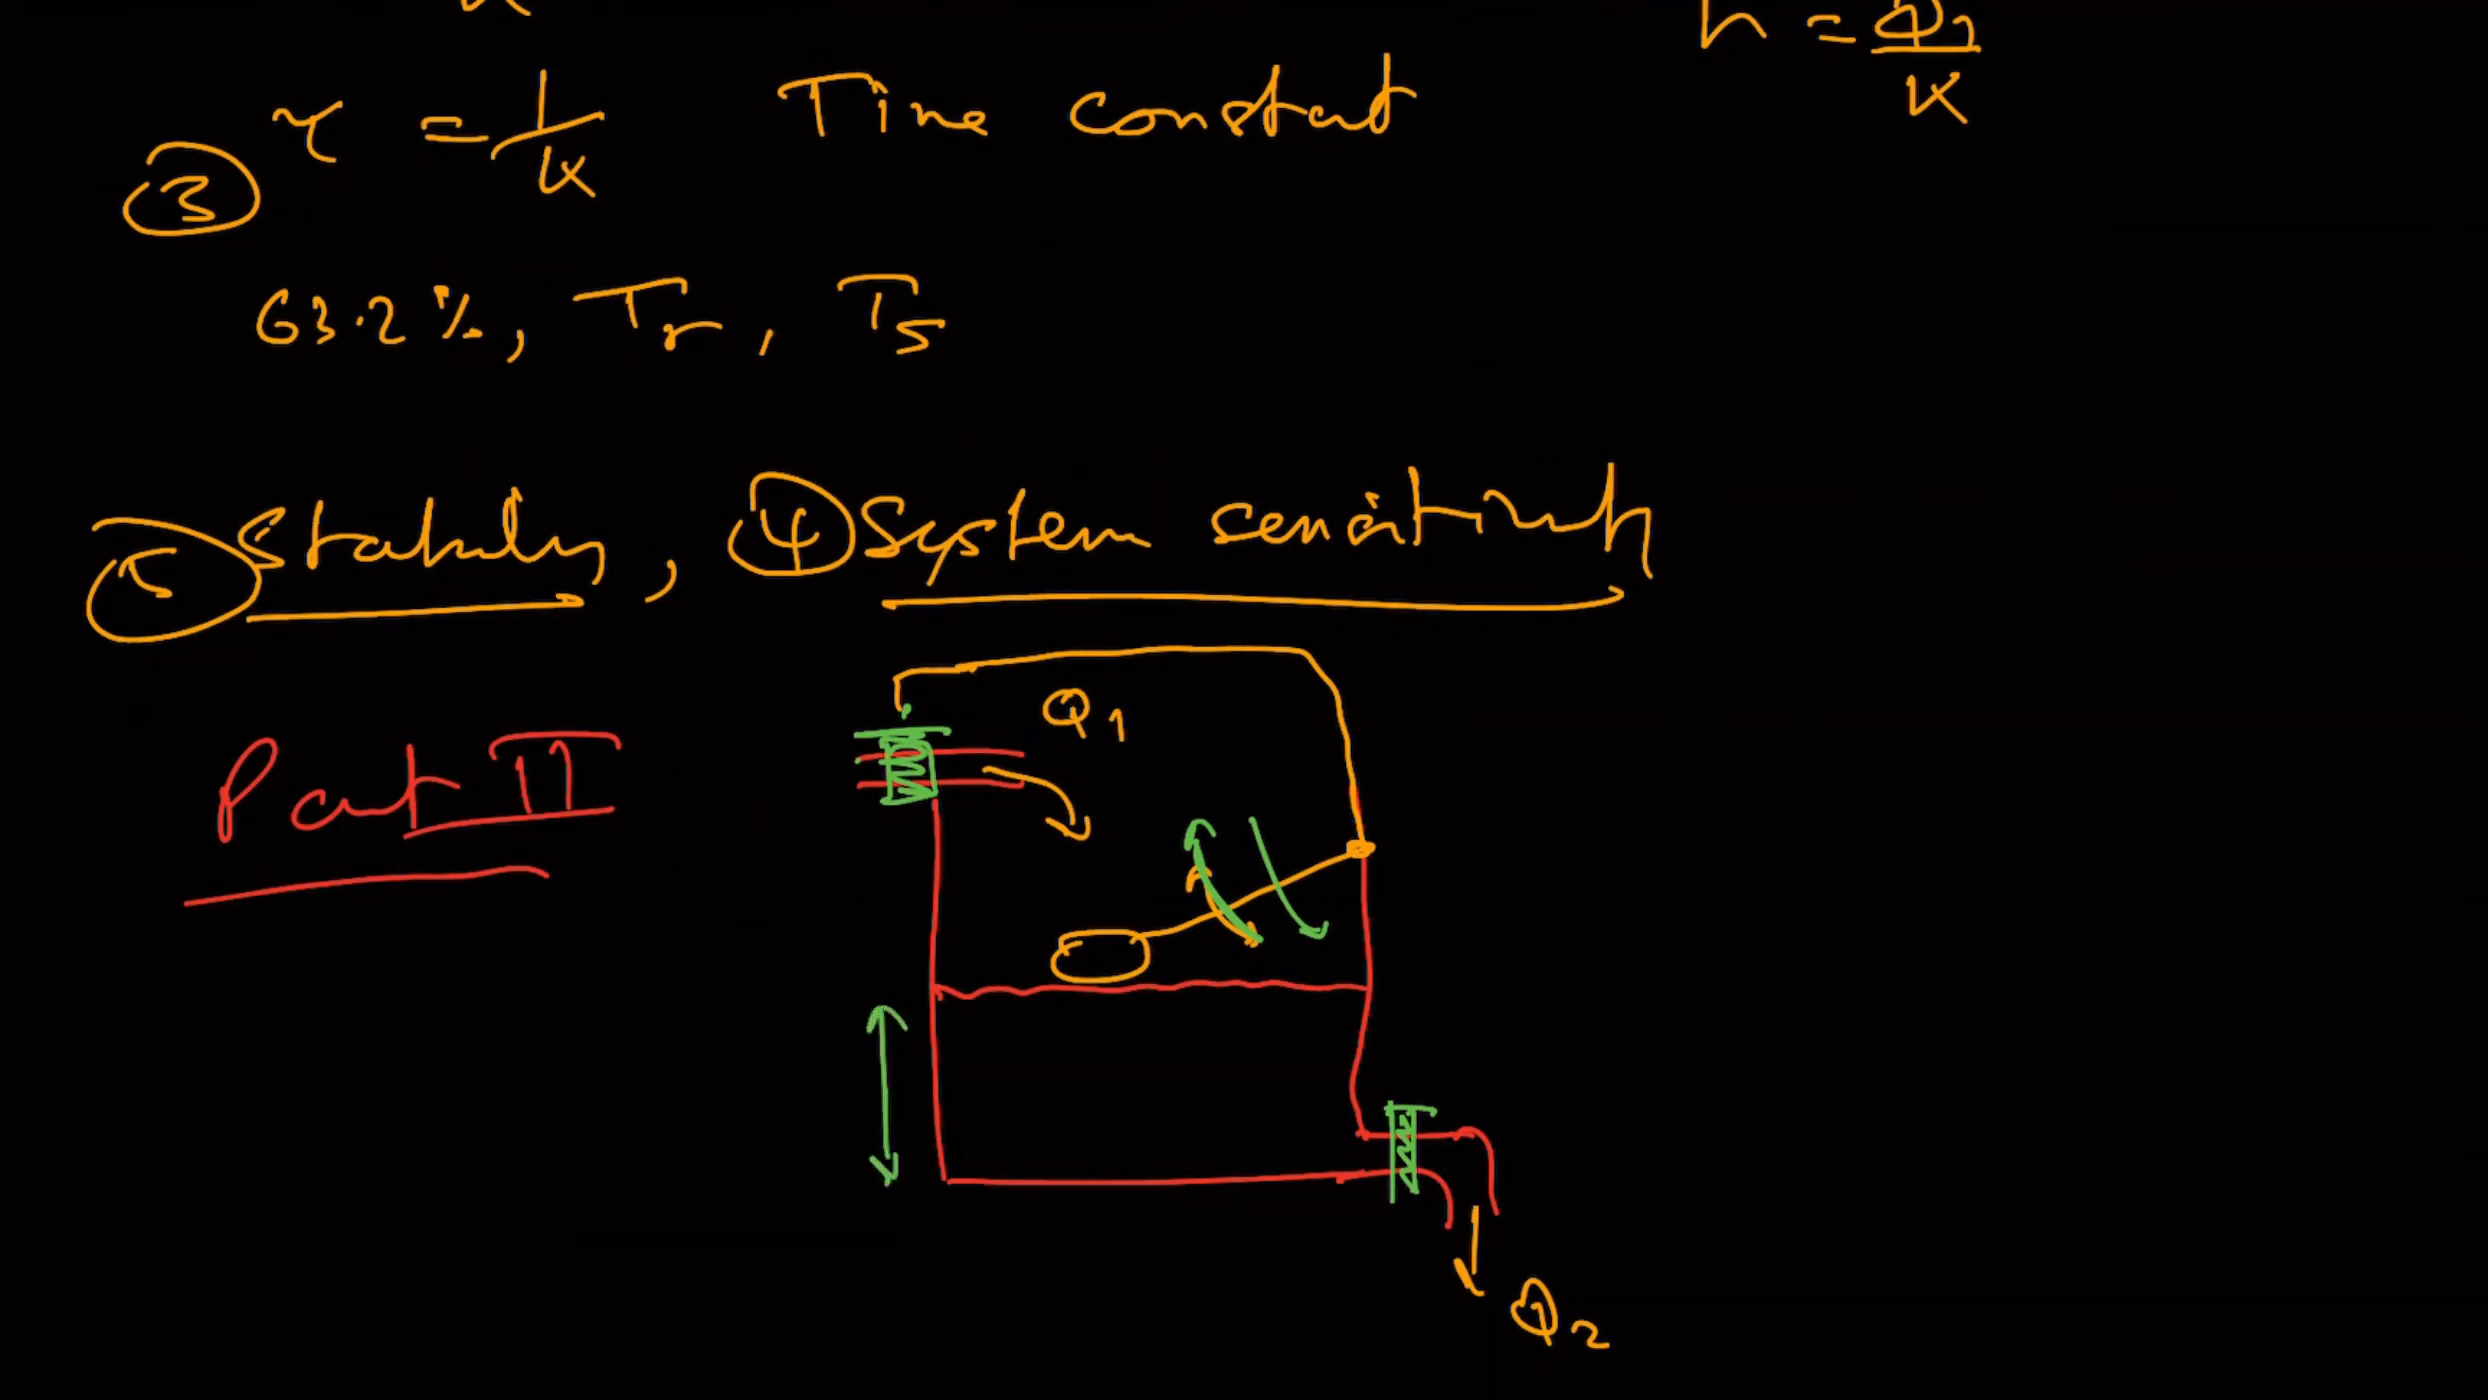 h = Q1/K
③ τ = 1/K Time constant
63.2%, Tr, Ts
⑤ Stability, ④ System sensitivity
Part II
Q1
Q2